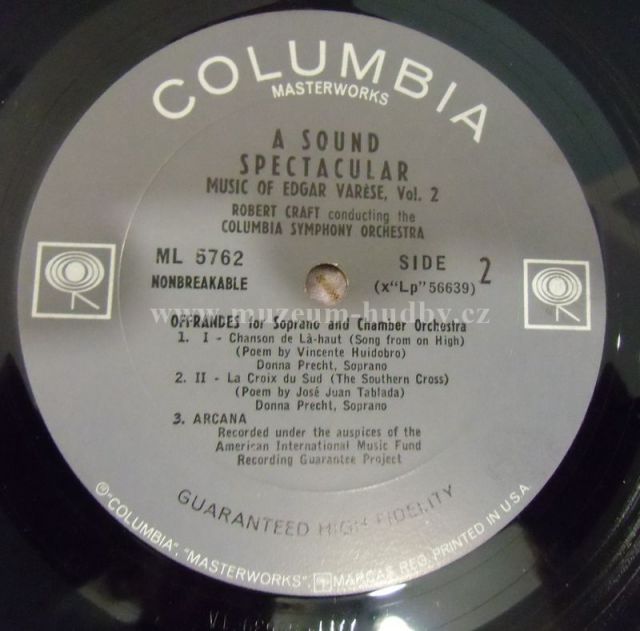 COLUMBIA
MASTERWORKS
A SOUND
SPECTACULAR
MUSIC OF EDGAR VARÈSE, Vol. 2
ROBERT CRAFT conducting the
COLUMBIA SYMPHONY ORCHESTRA
ML 5762
NONBREAKABLE
SIDE 2
(x"Lp"56639)
www.muzeum-hudby.cz
OFFRANDES for Soprano and Chamber Orchestra
1. I - Chanson de Là-haut (Song from on High)
(Poem by Vincente Huidobro)
Donna Precht, Soprano
2. II - La Croix du Sud (The Southern Cross)
(Poem by José Juan Tablada)
Donna Precht, Soprano
3. ARCANA
Recorded under the auspices of the
American International Music Fund
Recording Guarantee Project
GUARANTEED HIGH FIDELITY
℗"COLUMBIA", "MASTERWORKS", MARCAS REG. PRINTED IN U.S.A.